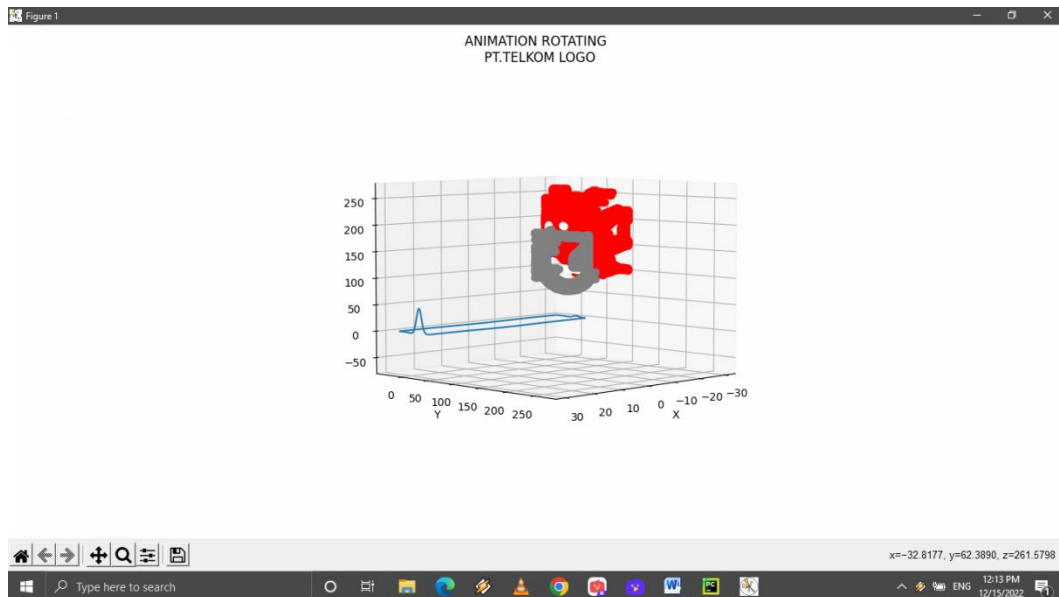 Figure 1
ANIMATION ROTATING
PT.TELKOM LOGO
250
200
150
100
50
0
−50
0 50 100 150 200 250
Y
30 20 10 0 −10 −20 −30
X
x=−32.8177, y=62.3890, z=261.5798
Type here to search
ENG
12:13 PM
12/15/2022